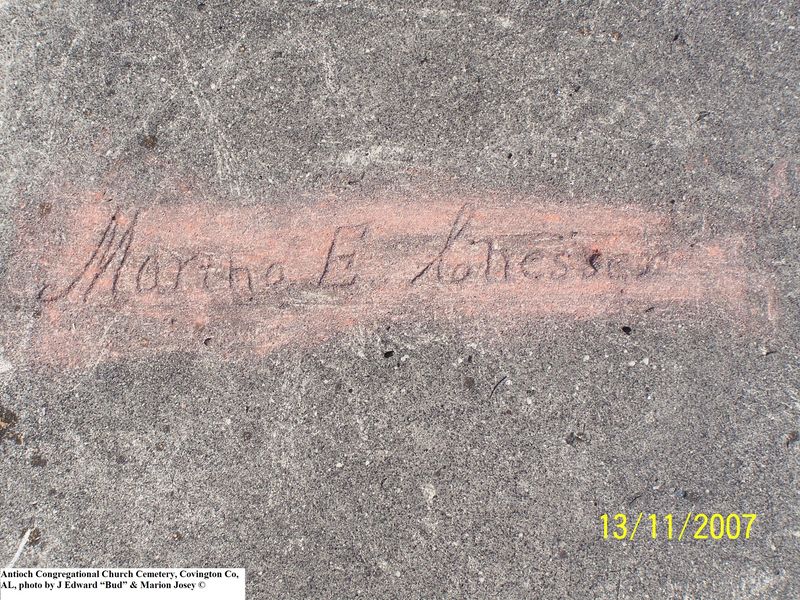 Martha E Chesser
13/11/2007
Antioch Congregational Church Cemetery, Covington Co,
AL, photo by J Edward “Bud” & Marion Josey ©